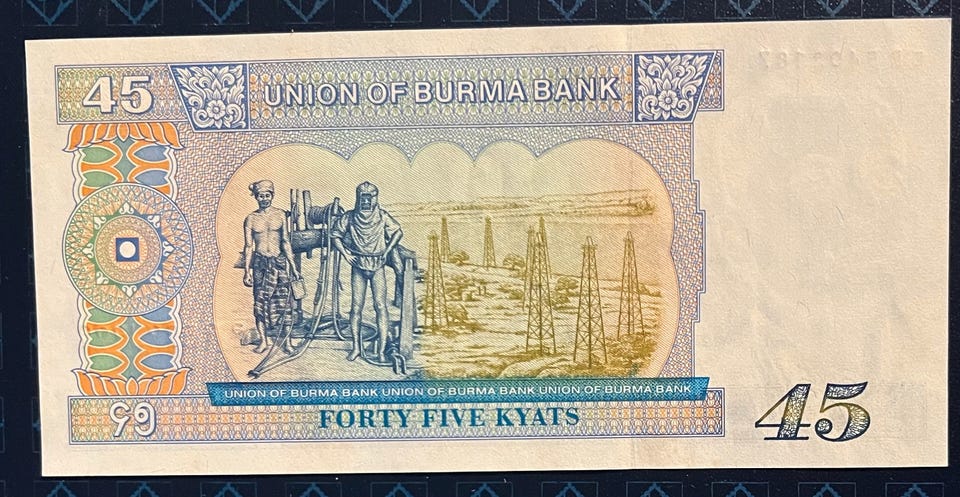 45 UNION OF BURMA BANK
UNION OF BURMA BANK UNION OF BURMA BANK UNION OF BURMA BANK
၄၅ FORTY FIVE KYATS 45